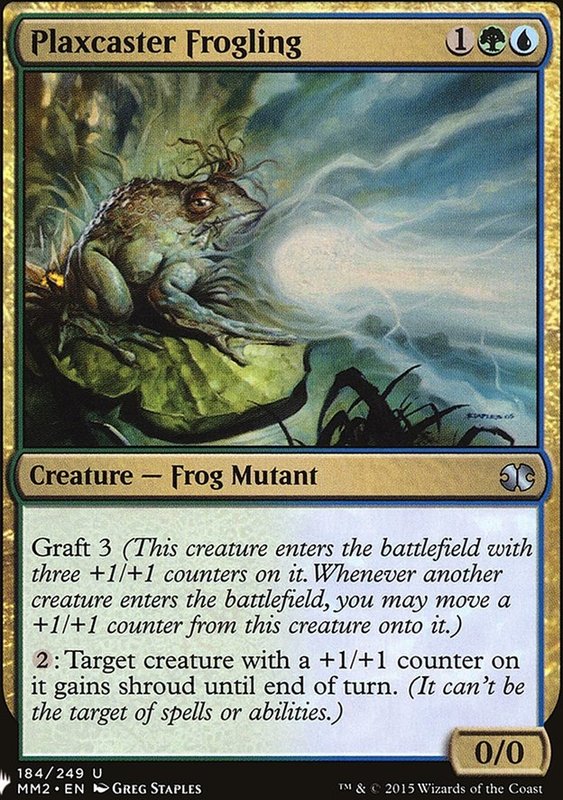 Plaxcaster Frogling 1
STAPLES 05
Creature — Frog Mutant
Graft 3 (This creature enters the battlefield with
three +1/+1 counters on it. Whenever another
creature enters the battlefield, you may move a
+1/+1 counter from this creature onto it.)
2: Target creature with a +1/+1 counter on
it gains shroud until end of turn. (It can't be
the target of spells or abilities.)
0/0
184/249 U
MM2 • EN Greg Staples
™ & © 2015 Wizards of the Coast